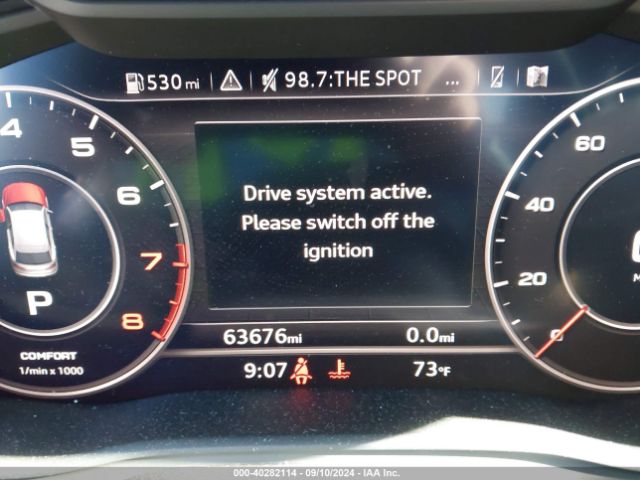 530 mi 98.7:THE SPOT ...
4 5 6 7 8
Drive system active.
Please switch off the
ignition
P
COMFORT
1/min x 1000
60
40
20
0
63676mi 0.0mi
9:07 73°F
000-40282114 - 09/10/2024 - IAA Inc.